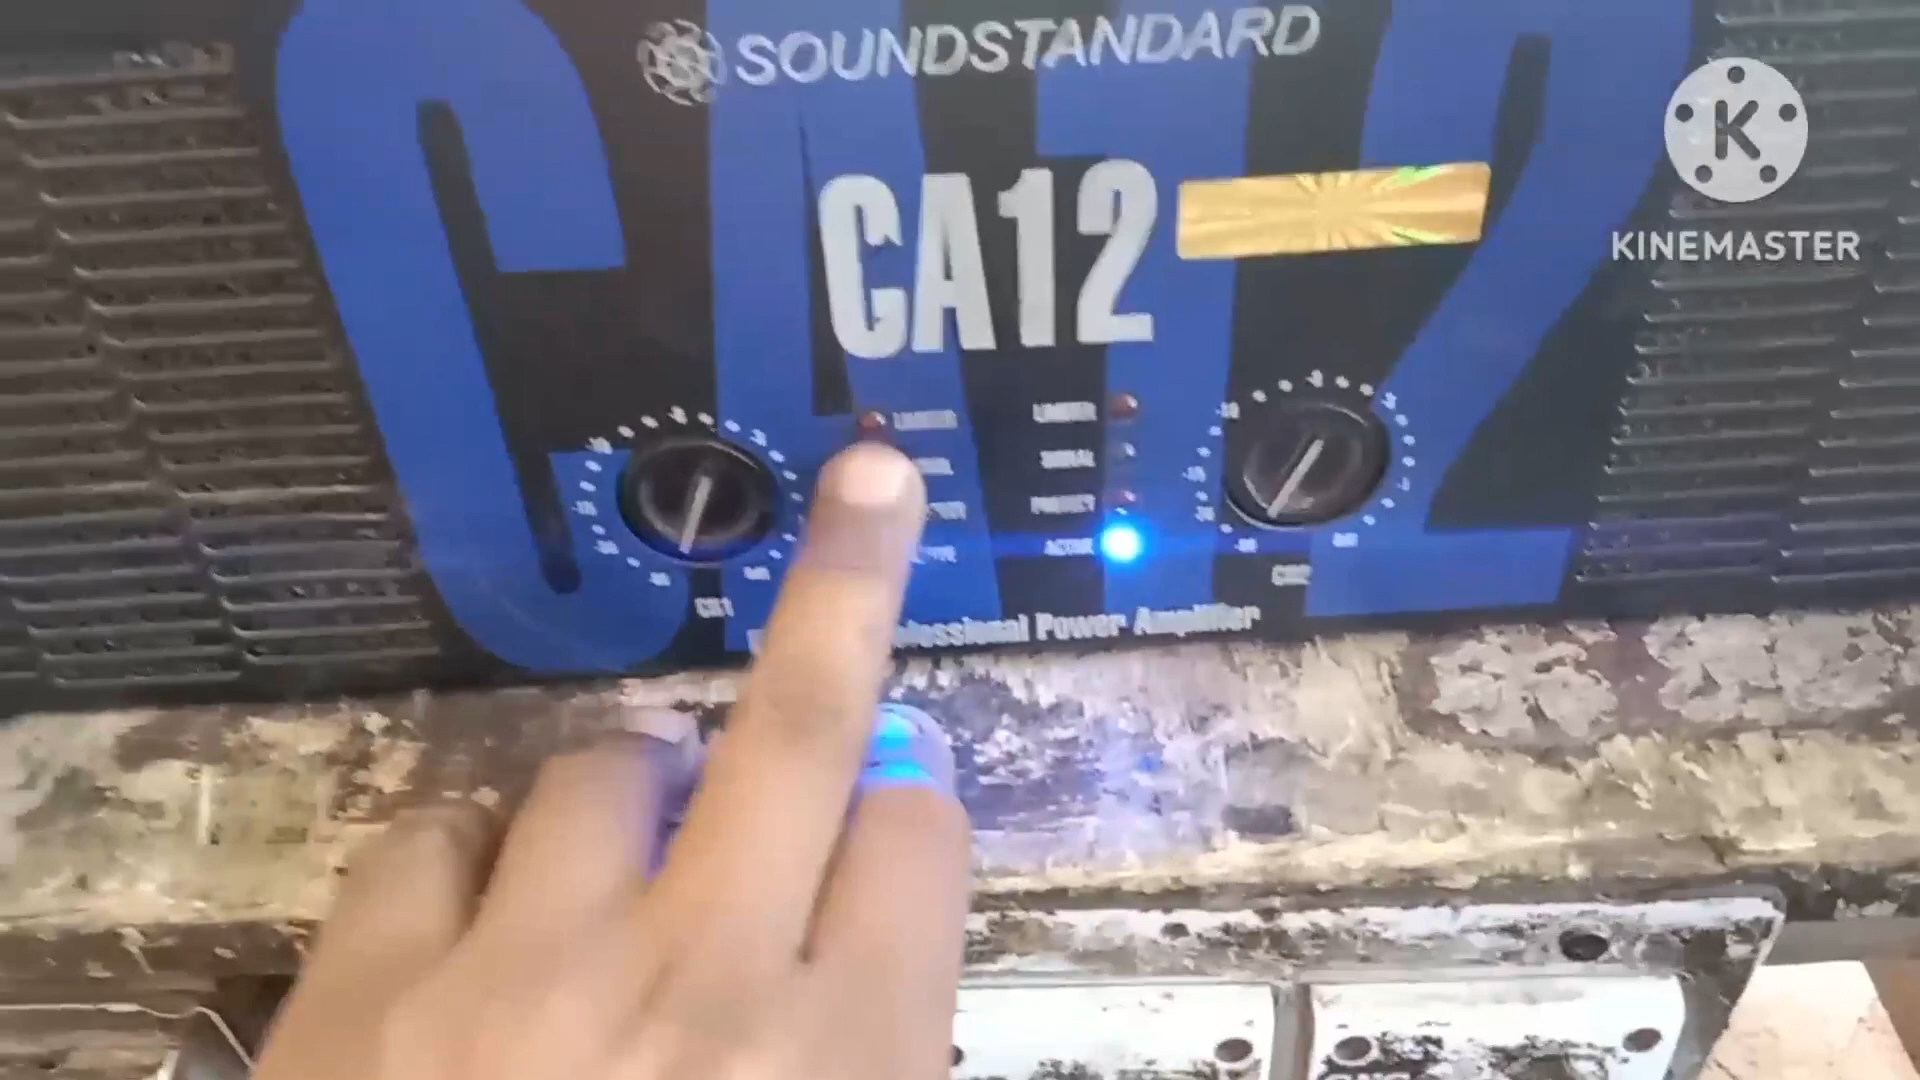 SOUNDSTANDARD
CA12
K
KINEMASTER
LIMITER
LIMITER
SIGNAL
PROTECT
ACTIVE
CH1
CH2
Professional Power Amplifier